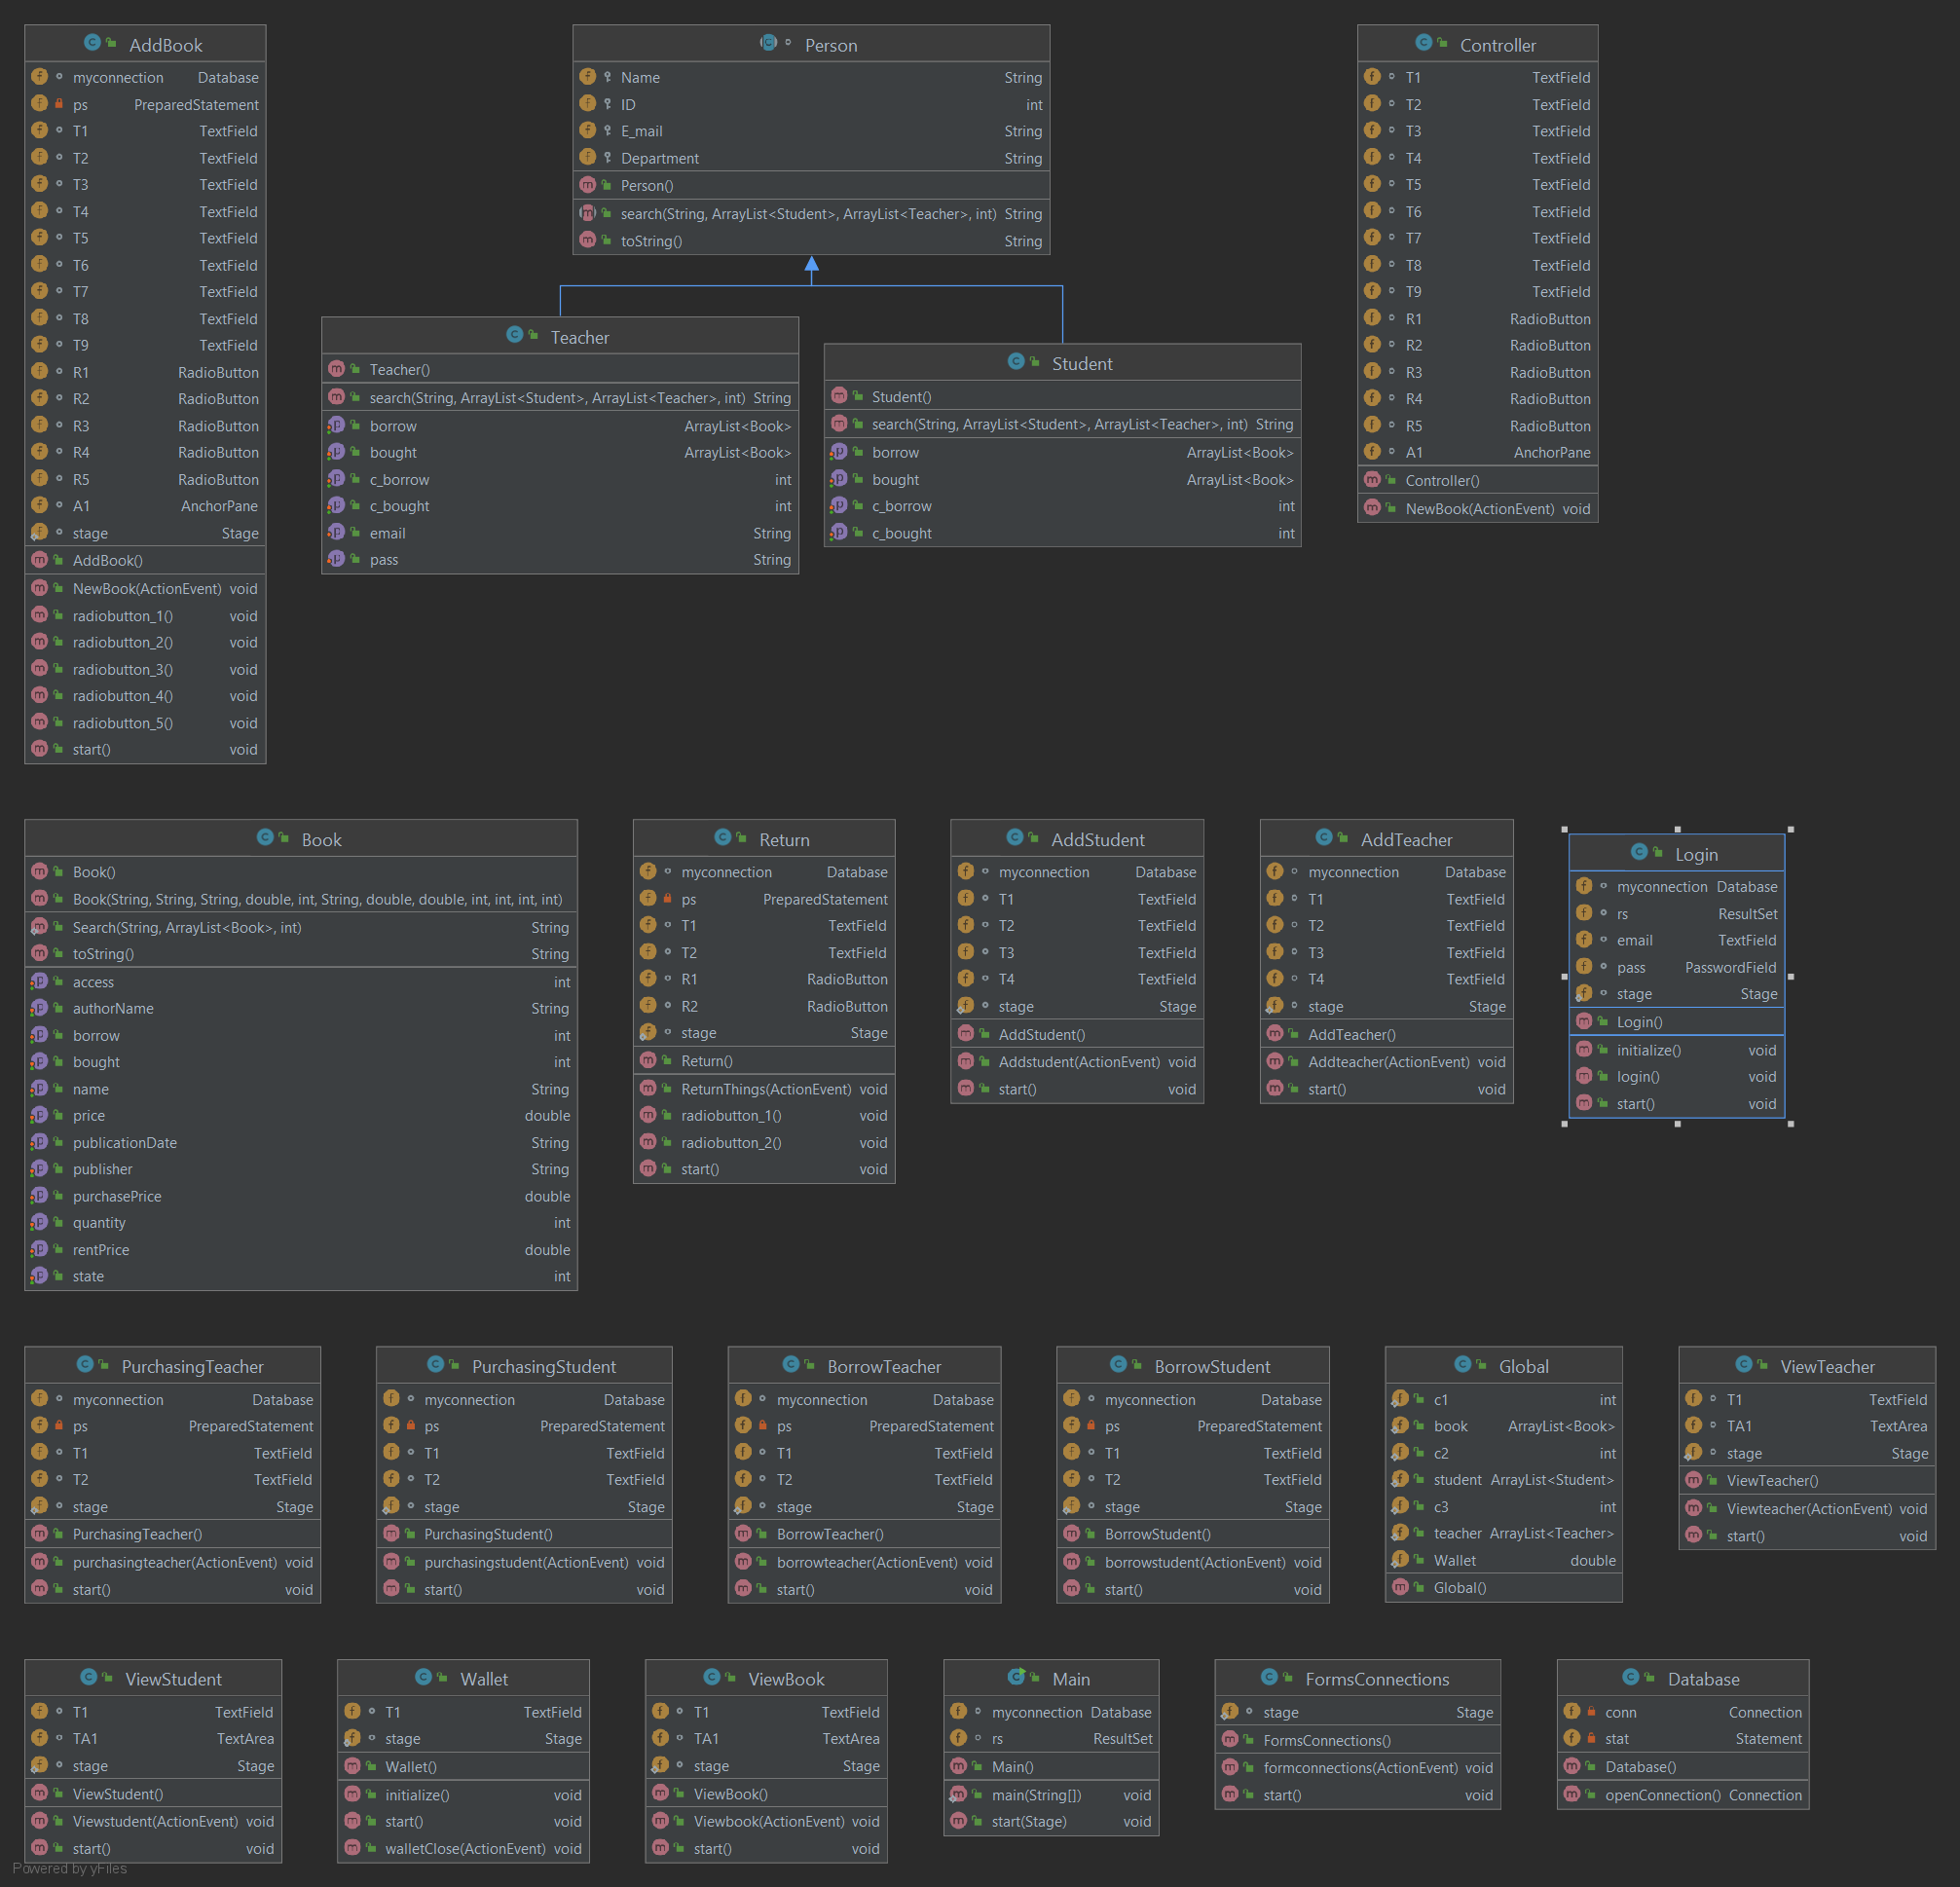 AddBook
myconnection Database
ps PreparedStatement
T1 TextField
T2 TextField
T3 TextField
T4 TextField
T5 TextField
T6 TextField
T7 TextField
T8 TextField
T9 TextField
R1 RadioButton
R2 RadioButton
R3 RadioButton
R4 RadioButton
R5 RadioButton
A1 AnchorPane
stage Stage
AddBook()
NewBook(ActionEvent) void
radiobutton_1() void
radiobutton_2() void
radiobutton_3() void
radiobutton_4() void
radiobutton_5() void
start() void
Person
Name String
ID int
E_mail String
Department String
Person()
search(String, ArrayList<Student>, ArrayList<Teacher>, int) String
toString() String
Teacher
Teacher()
search(String, ArrayList<Student>, ArrayList<Teacher>, int) String
borrow ArrayList<Book>
bought ArrayList<Book>
c_borrow int
c_bought int
email String
pass String
Student
Student()
search(String, ArrayList<Student>, ArrayList<Teacher>, int) String
borrow ArrayList<Book>
bought ArrayList<Book>
c_borrow int
c_bought int
Controller
T1 TextField
T2 TextField
T3 TextField
T4 TextField
T5 TextField
T6 TextField
T7 TextField
T8 TextField
T9 TextField
R1 RadioButton
R2 RadioButton
R3 RadioButton
R4 RadioButton
R5 RadioButton
A1 AnchorPane
Controller()
NewBook(ActionEvent) void
Book
Book()
Book(String, String, String, double, int, String, double, double, int, int, int, int)
Search(String, ArrayList<Book>, int) String
toString() String
access int
authorName String
borrow int
bought int
name String
price double
publicationDate String
publisher String
purchasePrice double
quantity int
rentPrice double
state int
Return
myconnection Database
ps PreparedStatement
T1 TextField
T2 TextField
R1 RadioButton
R2 RadioButton
stage Stage
Return()
ReturnThings(ActionEvent) void
radiobutton_1() void
radiobutton_2() void
start() void
AddStudent
myconnection Database
T1 TextField
T2 TextField
T3 TextField
T4 TextField
stage Stage
AddStudent()
Addstudent(ActionEvent) void
start() void
AddTeacher
myconnection Database
T1 TextField
T2 TextField
T3 TextField
T4 TextField
stage Stage
AddTeacher()
Addteacher(ActionEvent) void
start() void
Login
myconnection Database
rs ResultSet
email TextField
pass PasswordField
stage Stage
Login()
initialize() void
login() void
start() void
PurchasingTeacher
myconnection Database
ps PreparedStatement
T1 TextField
T2 TextField
stage Stage
PurchasingTeacher()
purchasingteacher(ActionEvent) void
start() void
PurchasingStudent
myconnection Database
ps PreparedStatement
T1 TextField
T2 TextField
stage Stage
PurchasingStudent()
purchasingstudent(ActionEvent) void
start() void
BorrowTeacher
myconnection Database
ps PreparedStatement
T1 TextField
T2 TextField
stage Stage
BorrowTeacher()
borrowteacher(ActionEvent) void
start() void
BorrowStudent
myconnection Database
ps PreparedStatement
T1 TextField
T2 TextField
stage Stage
BorrowStudent()
borrowstudent(ActionEvent) void
start() void
Global
c1 int
book ArrayList<Book>
c2 int
student ArrayList<Student>
c3 int
teacher ArrayList<Teacher>
Wallet double
Global()
ViewTeacher
T1 TextField
TA1 TextArea
stage Stage
ViewTeacher()
Viewteacher(ActionEvent) void
start() void
ViewStudent
T1 TextField
TA1 TextArea
stage Stage
ViewStudent()
Viewstudent(ActionEvent) void
start() void
Wallet
T1 TextField
stage Stage
Wallet()
initialize() void
start() void
walletClose(ActionEvent) void
ViewBook
T1 TextField
TA1 TextArea
stage Stage
ViewBook()
Viewbook(ActionEvent) void
start() void
Main
myconnection Database
rs ResultSet
Main()
main(String[]) void
start(Stage) void
FormsConnections
stage Stage
FormsConnections()
formconnections(ActionEvent) void
start() void
Database
conn Connection
stat Statement
Database()
openConnection() Connection
Powered by yFiles